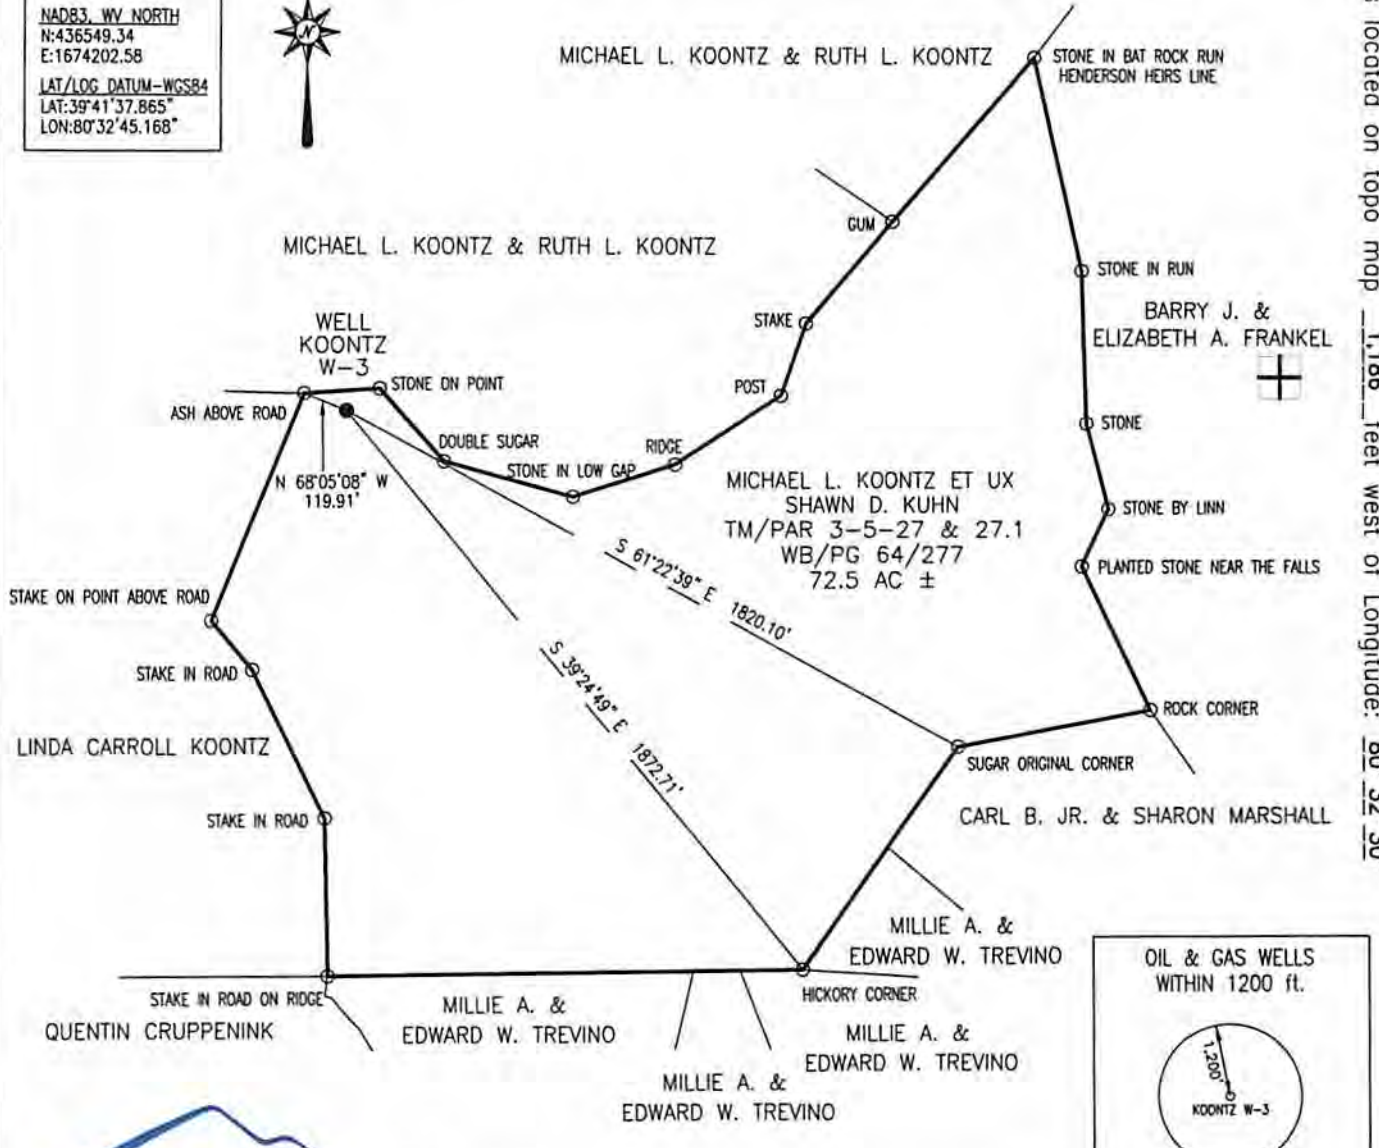 NAD83, WV NORTH
N:436549.34
E:1674202.58
LAT/LOG DATUM-WGS84
LAT:39°41'37.865"
LON:80°32'45.168"
N
MICHAEL L. KOONTZ & RUTH L. KOONTZ
STONE IN BAT ROCK RUN
HENDERSON HEIRS LINE
GUM
MICHAEL L. KOONTZ & RUTH L. KOONTZ
STONE IN RUN
BARRY J. &
ELIZABETH A. FRANKEL
STAKE
WELL
KOONTZ
W-3
STONE ON POINT
POST
ASH ABOVE ROAD
STONE
DOUBLE SUGAR
RIDGE
STONE IN LOW GAP
N 68°05'08" W
119.91'
MICHAEL L. KOONTZ ET UX
SHAWN D. KUHN
TM/PAR 3-5-27 & 27.1
WB/PG 64/277
72.5 AC ±
STONE BY LINN
PLANTED STONE NEAR THE FALLS
S 61°22'39" E 1820.10'
STAKE ON POINT ABOVE ROAD
S 39°24'49" E 1872.71'
STAKE IN ROAD
ROCK CORNER
LINDA CARROLL KOONTZ
SUGAR ORIGINAL CORNER
STAKE IN ROAD
CARL B. JR. & SHARON MARSHALL
MILLIE A. &
EDWARD W. TREVINO
STAKE IN ROAD ON RIDGE
HICKORY CORNER
QUENTIN CRUPPENINK
MILLIE A. &
EDWARD W. TREVINO
MILLIE A. &
EDWARD W. TREVINO
MILLIE A. &
EDWARD W. TREVINO
OIL & GAS WELLS
WITHIN 1200 ft.
1,200'
KOONTZ W-3
located on topo map 1,186 feet west of Longitude: 80 32 30